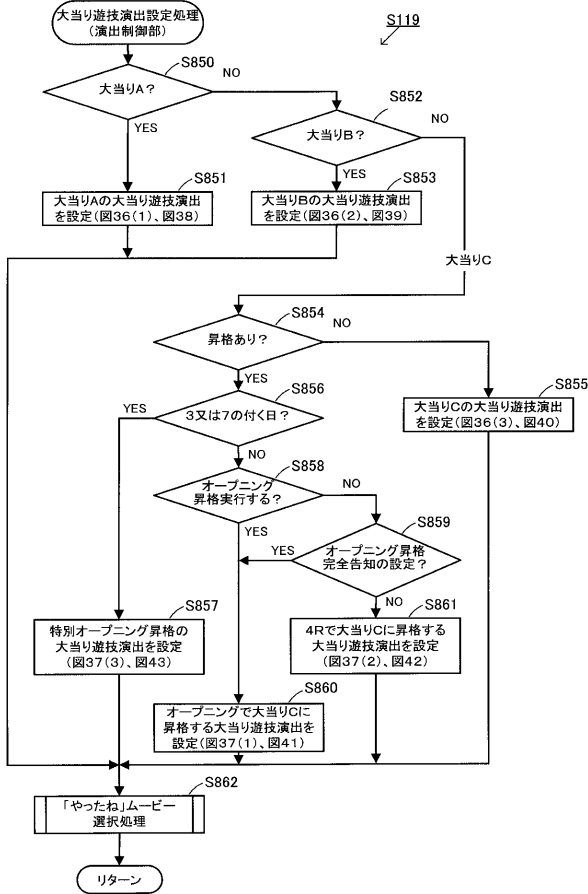 大当り遊技演出設定処理
(演出制御部)
S119
S850
大当りA?
NO
YES
S852
大当りB?
NO
YES
S851
大当りAの大当り遊技演出
を設定(図36(1)、図38)
S853
大当りBの大当り遊技演出
を設定(図36(2)、図39)
大当りC
S854
昇格あり?
NO
YES
S855
大当りCの大当り遊技演出
を設定(図36(3)、図40)
S856
3又は7の付く日?
YES
NO
S858
オープニング
昇格実行する?
NO
YES
S859
オープニング昇格
完全告知の設定?
YES
NO
S857
特別オープニング昇格の
大当り遊技演出を設定
(図37(3)、図43)
S861
4Rで大当りCに昇格する
大当り遊技演出を設定
(図37(2)、図42)
S860
オープニングで大当りCに
昇格する大当り遊技演出を
設定(図37(1)、図41)
S862
「やったね」ムービー
選択処理
リターン